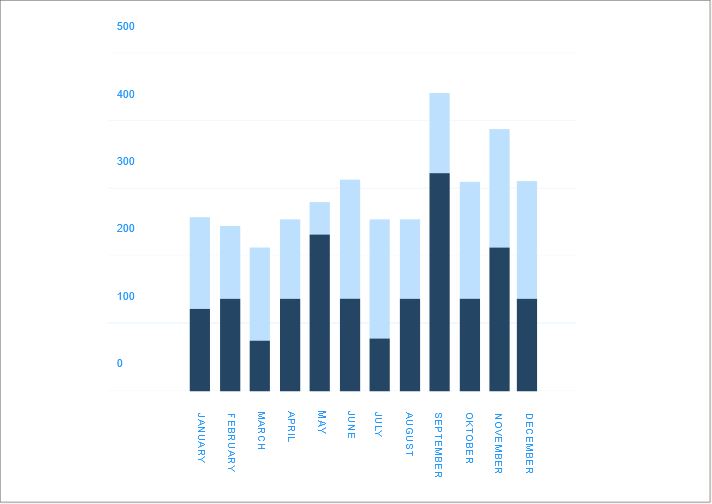 500
400
300
200
100
0
JANUARY
FEBRUARY
MARCH
APRIL
MAY
JUNE
JULY
AUGUST
SEPTEMBER
OKTOBER
NOVEMBER
DECEMBER